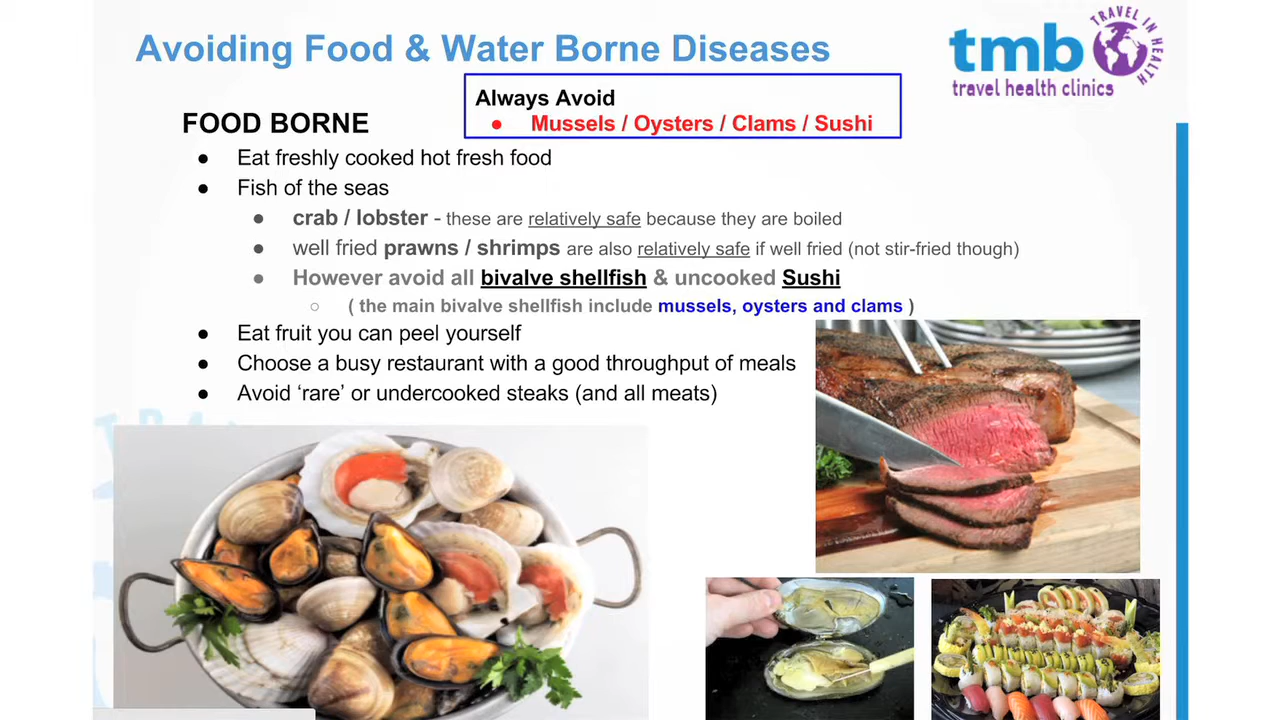 Avoiding Food & Water Borne Diseases
tmb
travel health clinics
TRAVEL IN HEALTH
Always Avoid
● Mussels / Oysters / Clams / Sushi
FOOD BORNE
● Eat freshly cooked hot fresh food
● Fish of the seas
● crab / lobster - these are relatively safe because they are boiled
● well fried prawns / shrimps are also relatively safe if well fried (not stir-fried though)
● However avoid all bivalve shellfish & uncooked Sushi
○ ( the main bivalve shellfish include mussels, oysters and clams )
● Eat fruit you can peel yourself
● Choose a busy restaurant with a good throughput of meals
● Avoid ‘rare’ or undercooked steaks (and all meats)